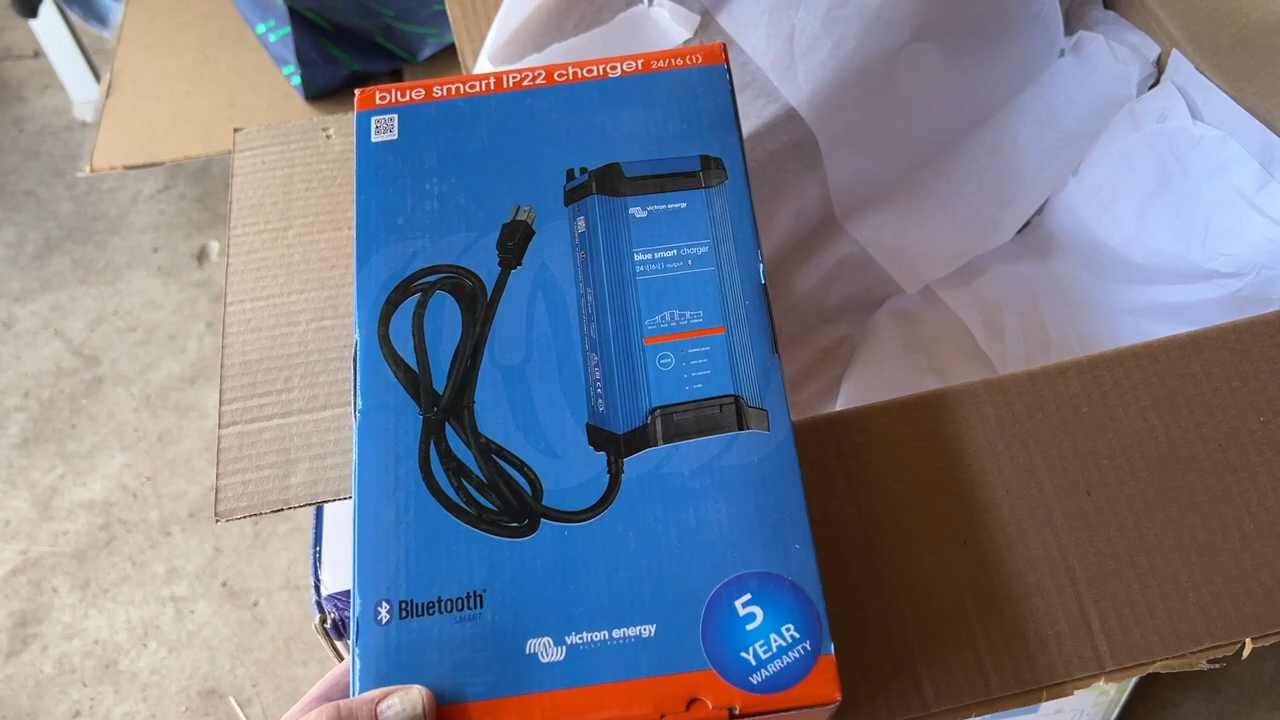 blue smart IP22 charger 24/16 (1)
victron energy
blue smart charger
24 | 16 | 1 output
MODE
Bluetooth®
SMART
victron energy
BLUE POWER
5
YEAR
WARRANTY